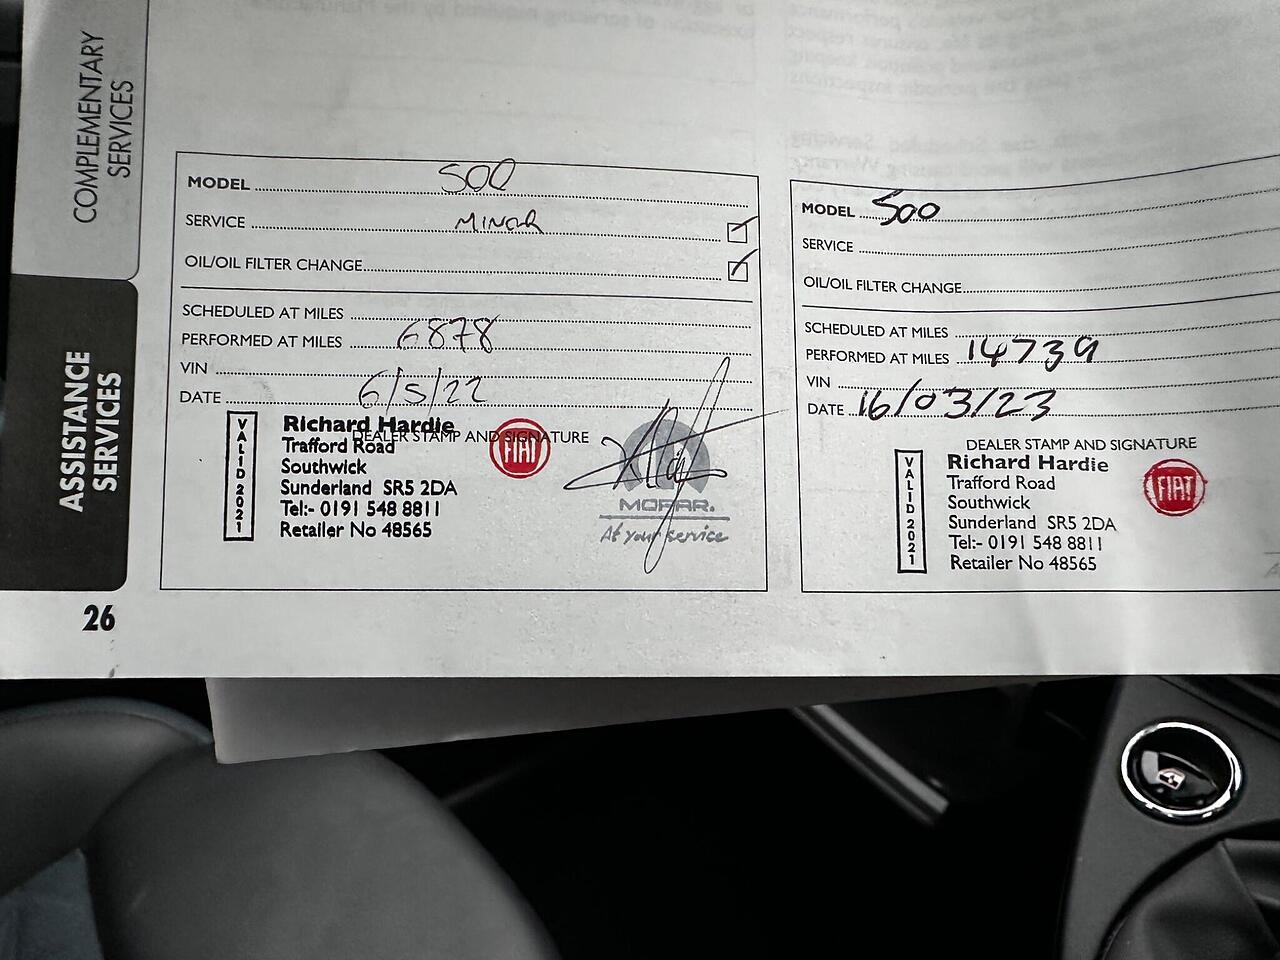 COMPLEMENTARY
SERVICES
ASSISTANCE
SERVICES
26
MODEL 500
SERVICE MINOR
OIL/OIL FILTER CHANGE
SCHEDULED AT MILES
PERFORMED AT MILES 6878
VIN
DATE 6/5/22
DEALER STAMP AND SIGNATURE
VALID 2021
Richard Hardie
Trafford Road
Southwick
Sunderland SR5 2DA
Tel:- 0191 548 8811
Retailer No 48565
FIAT
MOPAR.
At your service
MODEL 500
SERVICE
OIL/OIL FILTER CHANGE
SCHEDULED AT MILES
PERFORMED AT MILES 14739
VIN
DATE 16/03/23
DEALER STAMP AND SIGNATURE
VALID 2021
Richard Hardie
Trafford Road
Southwick
Sunderland SR5 2DA
Tel:- 0191 548 8811
Retailer No 48565
FIAT